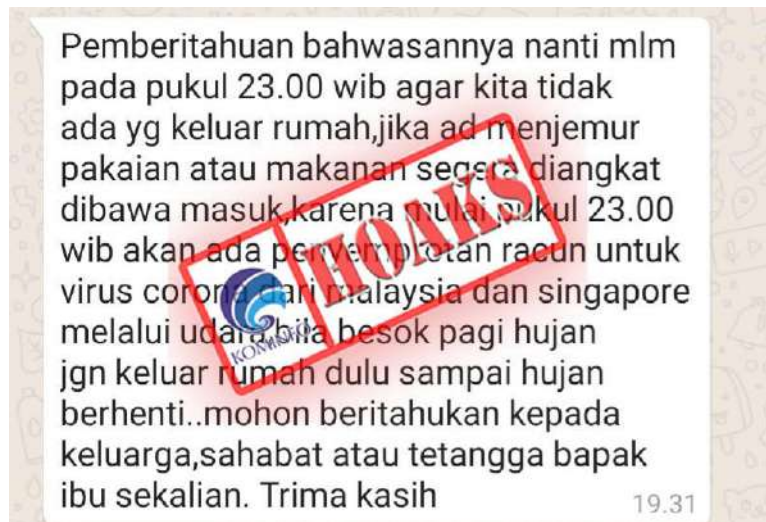 Pemberitahuan bahwasannya nanti mlm
pada pukul 23.00 wib agar kita tidak
ada yg keluar rumah,jika ad menjemur
pakaian atau makanan segera diangkat
dibawa masuk,karena mulai pukul 23.00
wib akan ada penyemprotan racun untuk
virus corona dari malaysia dan singapore
melalui udara,bila besok pagi hujan
jgn keluar rumah dulu sampai hujan
berhenti..mohon beritahukan kepada
keluarga,sahabat atau tetangga bapak
ibu sekalian. Trima kasih
19.31
HOAKS
KOMINFO